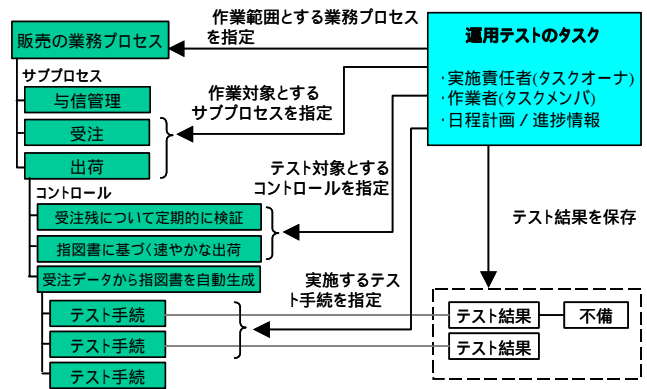 作業範囲とする業務プロセス
を指定
販売の業務プロセス
運用テストのタスク
・実施責任者(タスクオーナ)
・作業者(タスクメンバ)
・日程計画/進捗情報
サブプロセス
与信管理
受注
出荷
作業対象とする
サブプロセスを指定
テスト対象とする
コントロールを指定
コントロール
受注残について定期的に検証
指図書に基づく速やかな出荷
受注データから指図書を自動生成
テスト結果を保存
実施するテス
ト手続を指定
テスト手続
テスト手続
テスト手続
テスト結果
不備
テスト結果